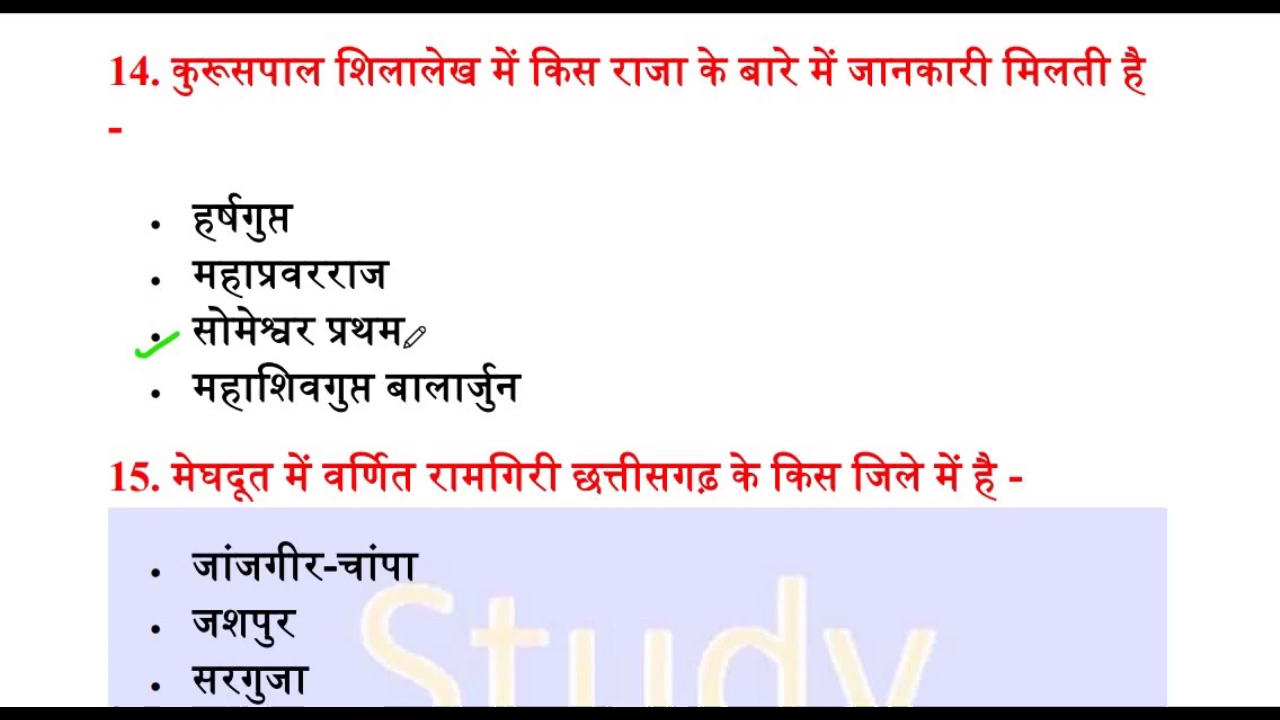 14. कुरूसपाल शिलालेख में किस राजा के बारे में जानकारी मिलती है
-
• हर्षगुप्त
• महाप्रवरराज
• सोमेश्वर प्रथम
• महाशिवगुप्त बालार्जुन
15. मेघदूत में वर्णित रामगिरी छत्तीसगढ़ के किस जिले में है -
• जांजगीर-चांपा
• जशपुर
• सरगुजा
Study